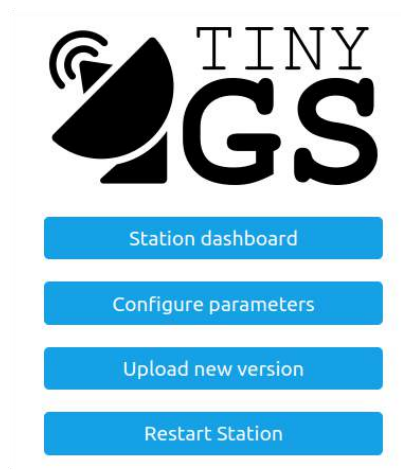 TINY
GS
Station dashboard
Configure parameters
Upload new version
Restart Station